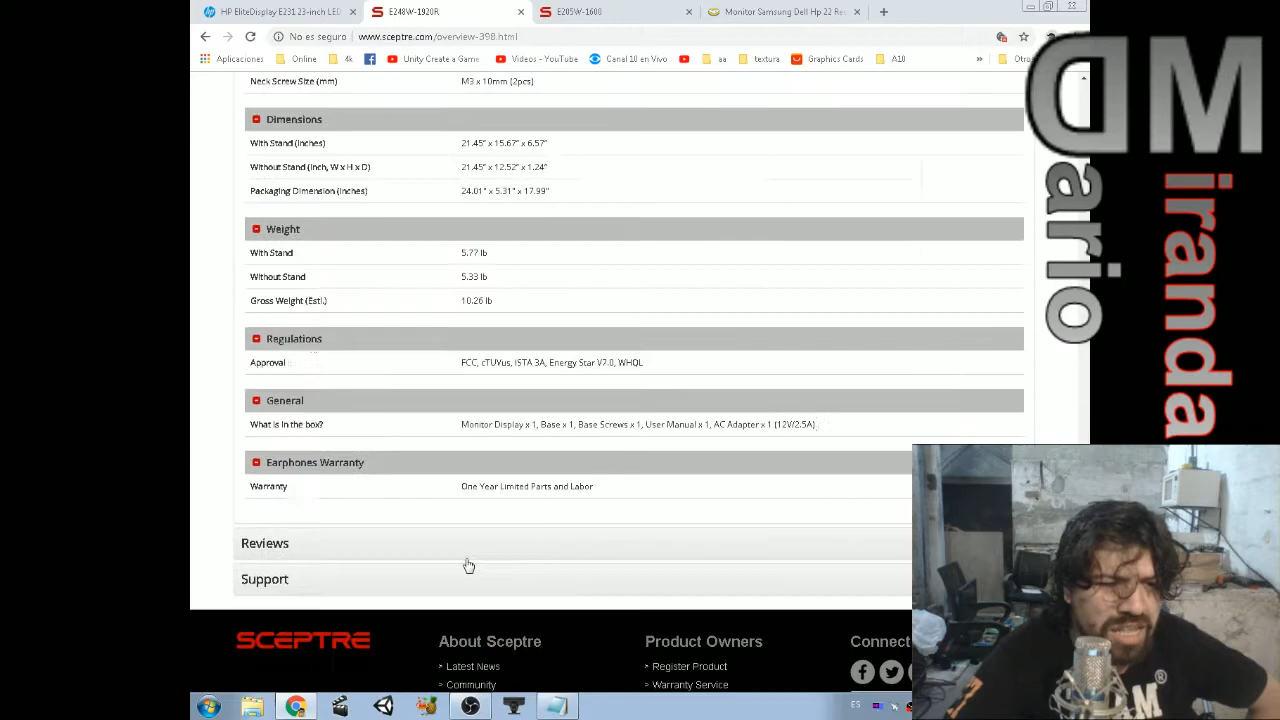 HP EliteDisplay E231 23-inch LED
E248W-1920R
E205W-1600
Monitor Samsung Dell Hp 22 Re
No es seguro | www.sceptre.com/overview-398.html
Aplicaciones
Online
4k
Unity Create a Game
Videos - YouTube
Canal 10 en Vivo
aa
textura
Graphics Cards
A10
»
Otro
Neck Screw Size (mm) M3 x 10mm (2pcs)
Dimensions
With Stand (Inches) 21.45" x 15.67" x 6.57"
Without Stand (Inch, W x H x D) 21.45" x 12.52" x 1.24"
Packaging Dimension (Inches) 24.01" x 5.31" x 17.99"
Weight
With Stand 5.77 lb
Without Stand 5.33 lb
Gross Weight (Esti.) 10.26 lb
Regulations
Approval FCC, cTUVus, ISTA 3A, Energy Star V7.0, WHQL
General
What is in the box? Monitor Display x 1, Base x 1, Base Screws x 1, User Manual x 1, AC Adapter x 1 (12V/2.5A)
Earphones Warranty
Warranty One Year Limited Parts and Labor
Reviews
Support
SCEPTRE
About Sceptre
Product Owners
Connect
› Latest News
› Register Product
› Community
› Warranty Service
ES
Miranda
Dario
M